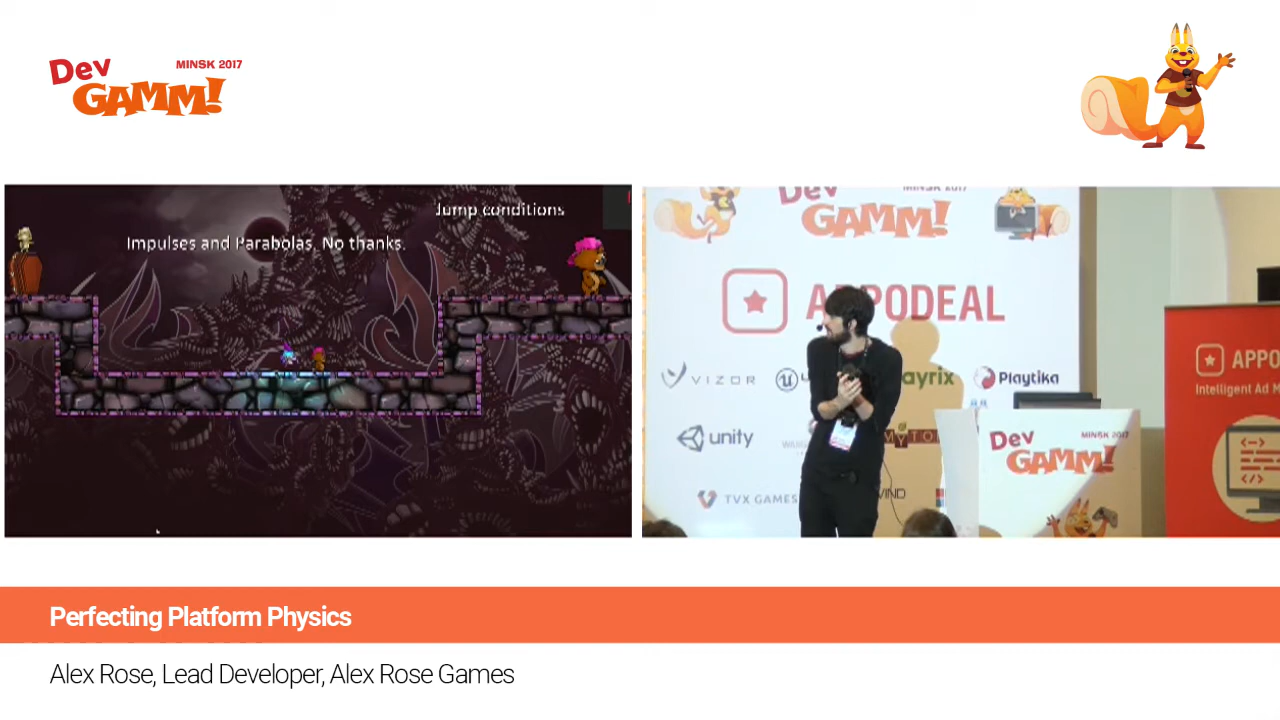 Dev
GAMM!
MINSK 2017
Jump conditions
Impulses and Parabolas. No thanks.
Dev
MINSK 2017
GAMM!
APPODEAL
VIZOR
Playtika
unity
TVX GAMES
Dev
MINSK 2017
GAMM!
APPO
Intelligent Ad
Perfecting Platform Physics
Alex Rose, Lead Developer, Alex Rose Games